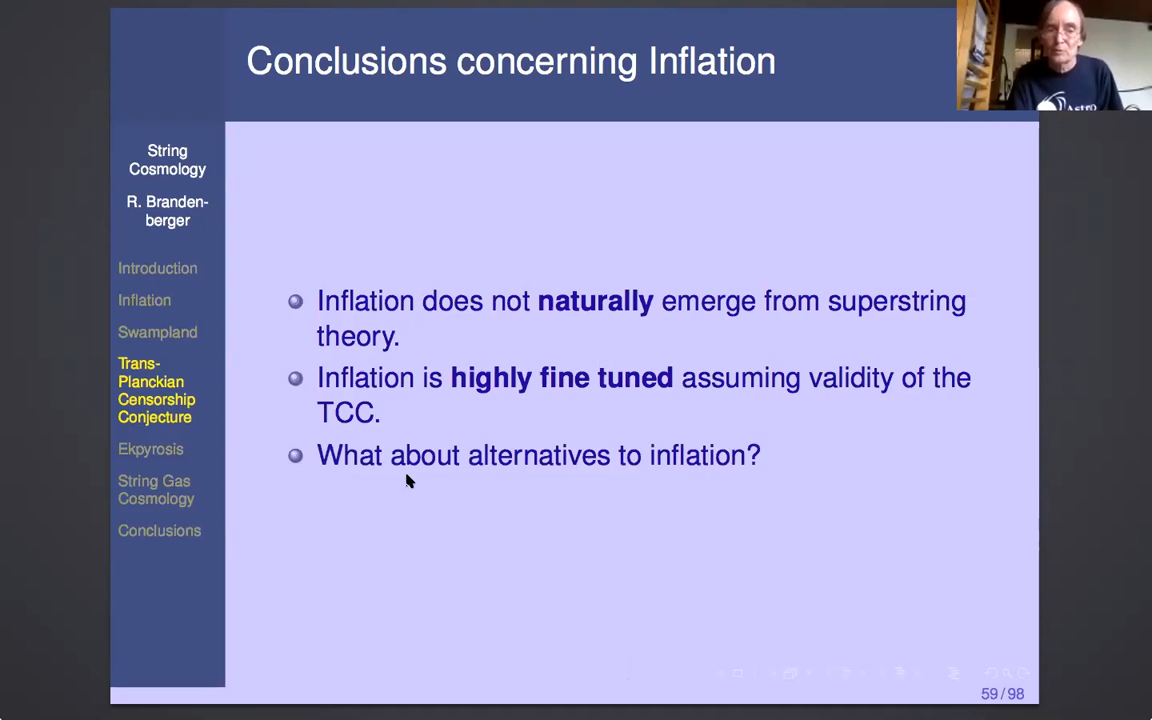 Conclusions concerning Inflation
Astro
String
Cosmology
R. Branden-
berger
Introduction
Inflation
Swampland
Trans-
Planckian
Censorship
Conjecture
Ekpyrosis
String Gas
Cosmology
Conclusions
Inflation does not naturally emerge from superstring
theory.
Inflation is highly fine tuned assuming validity of the
TCC.
What about alternatives to inflation?
59/98